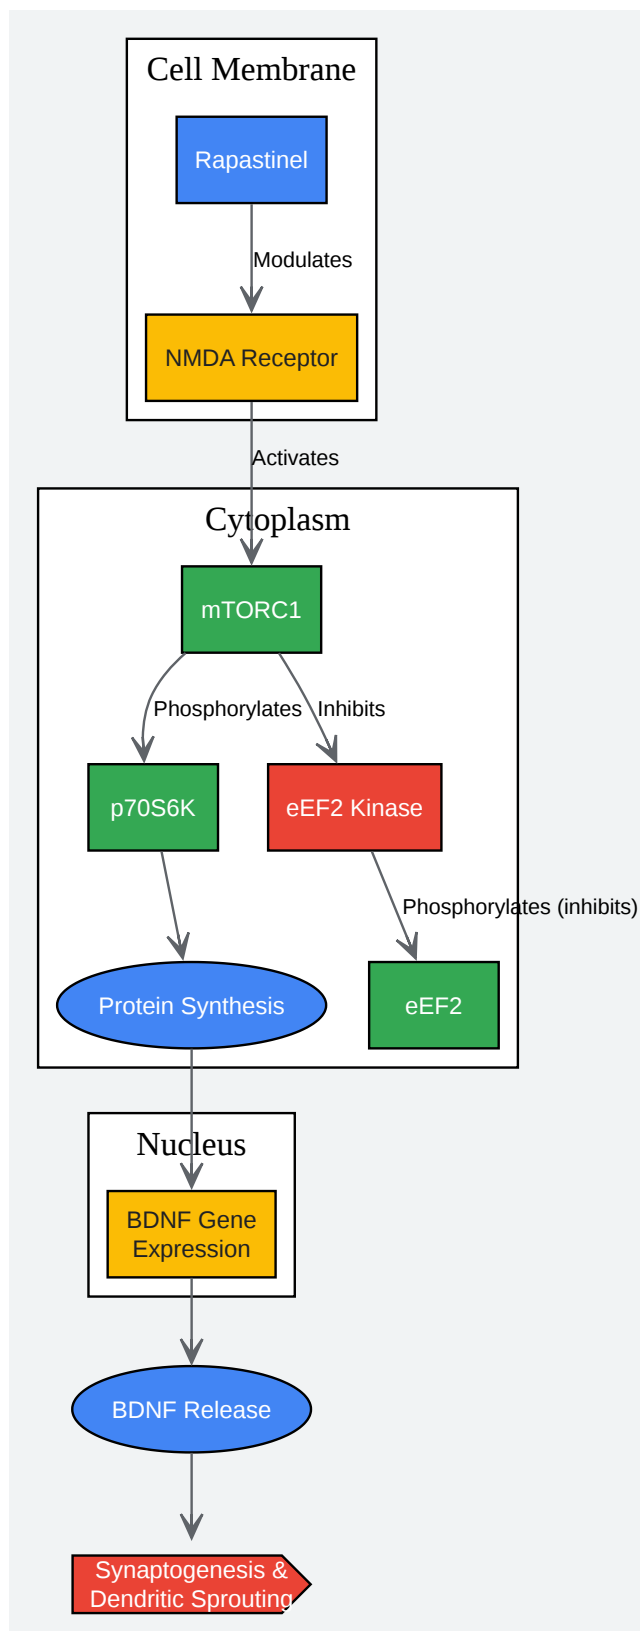 Cell Membrane
Rapastinel
Modulates
NMDA Receptor
Activates
Cytoplasm
mTORC1
Phosphorylates
Inhibits
p70S6K
eEF2 Kinase
Phosphorylates (inhibits)
Protein Synthesis
eEF2
Nucleus
BDNF Gene
Expression
BDNF Release
Synaptogenesis &
Dendritic Sprouting